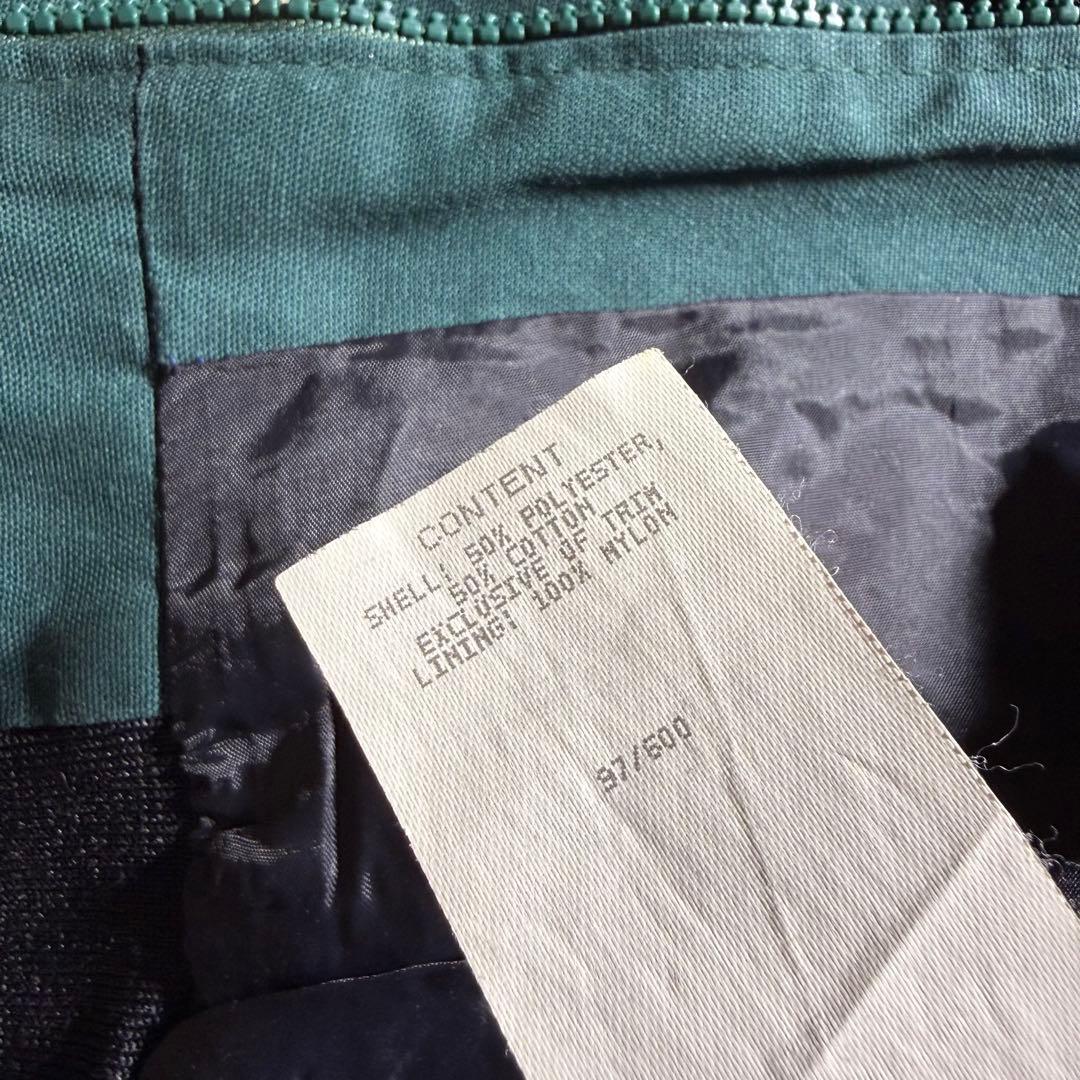 CONTENT
SHELL: 50% POLYESTER,
50% COTTON
EXCLUSIVE OF TRIM
LINING: 100% NYLON
97/600